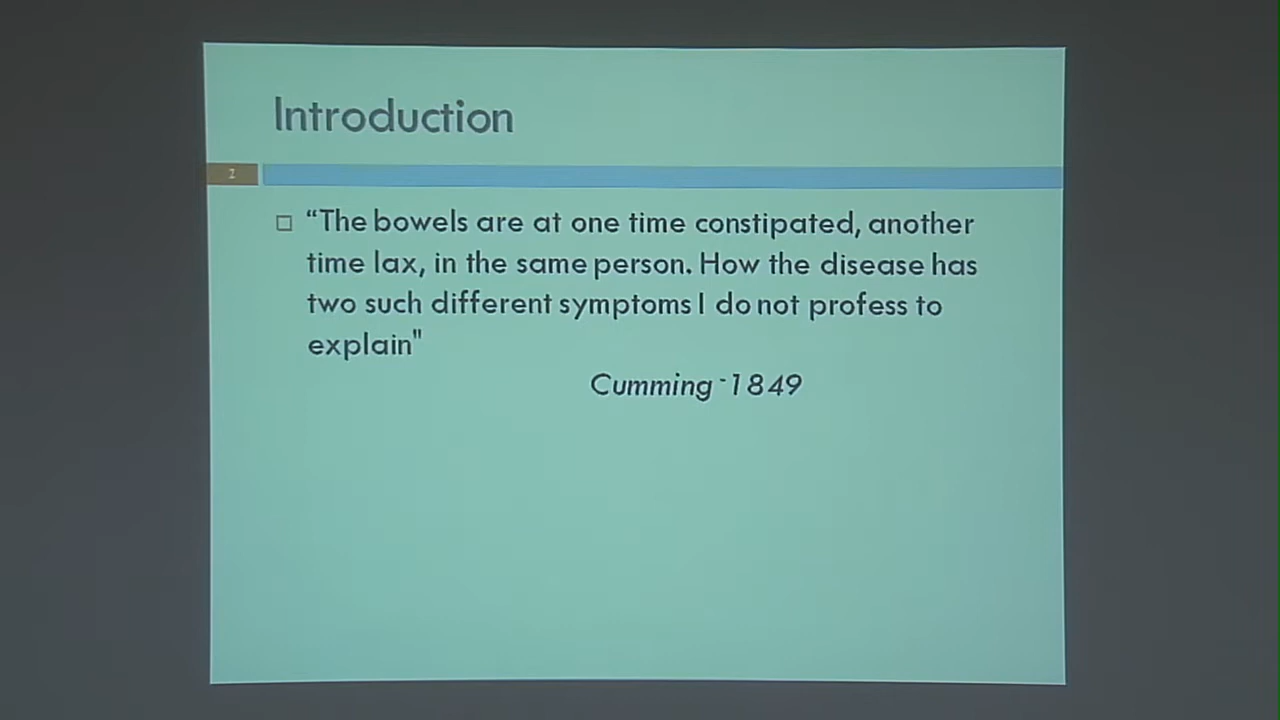 Introduction
2
“The bowels are at one time constipated, another
time lax, in the same person. How the disease has
two such different symptoms I do not profess to
explain"
Cumming -1849